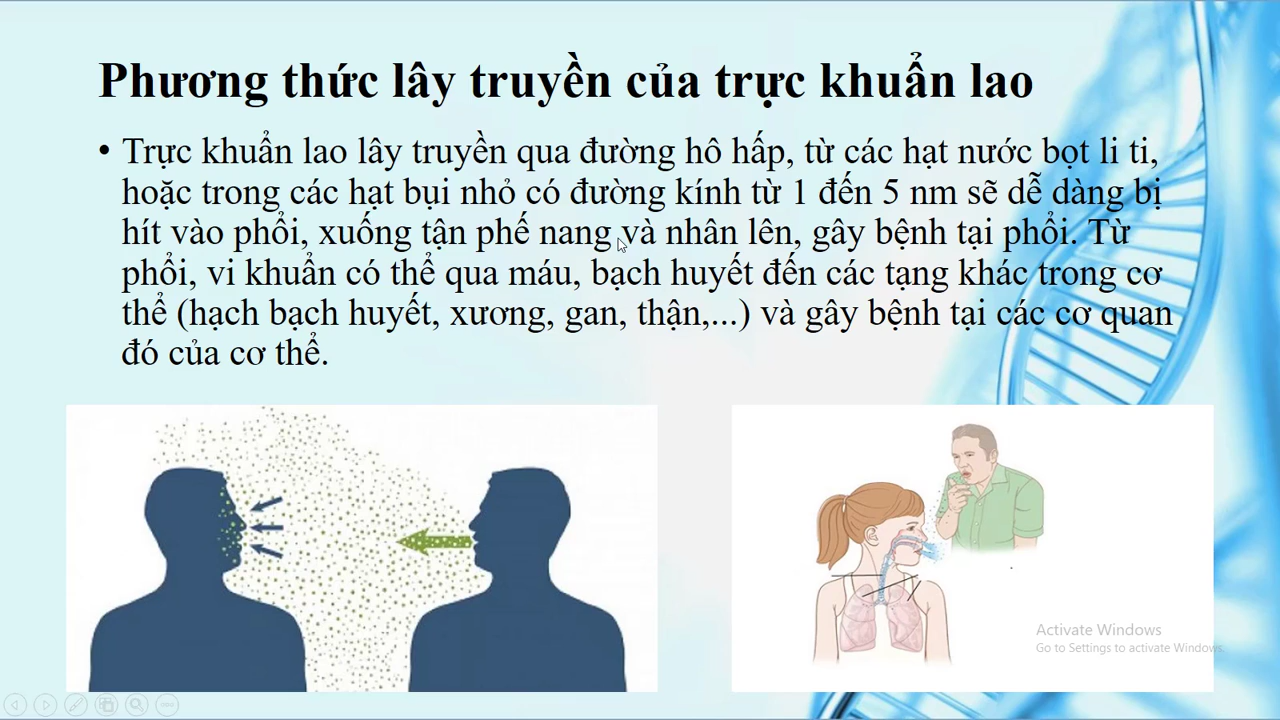 Phương thức lây truyền của trực khuẩn lao
• Trực khuẩn lao lây truyền qua đường hô hấp, từ các hạt nước bọt li ti,
hoặc trong các hạt bụi nhỏ có đường kính từ 1 đến 5 nm sẽ dễ dàng bị
hít vào phổi, xuống tận phế nang và nhân lên, gây bệnh tại phổi. Từ
phổi, vi khuẩn có thể qua máu, bạch huyết đến các tạng khác trong cơ
thể (hạch bạch huyết, xương, gan, thận,...) và gây bệnh tại các cơ quan
đó của cơ thể.
Activate Windows
Go to Settings to activate Windows.